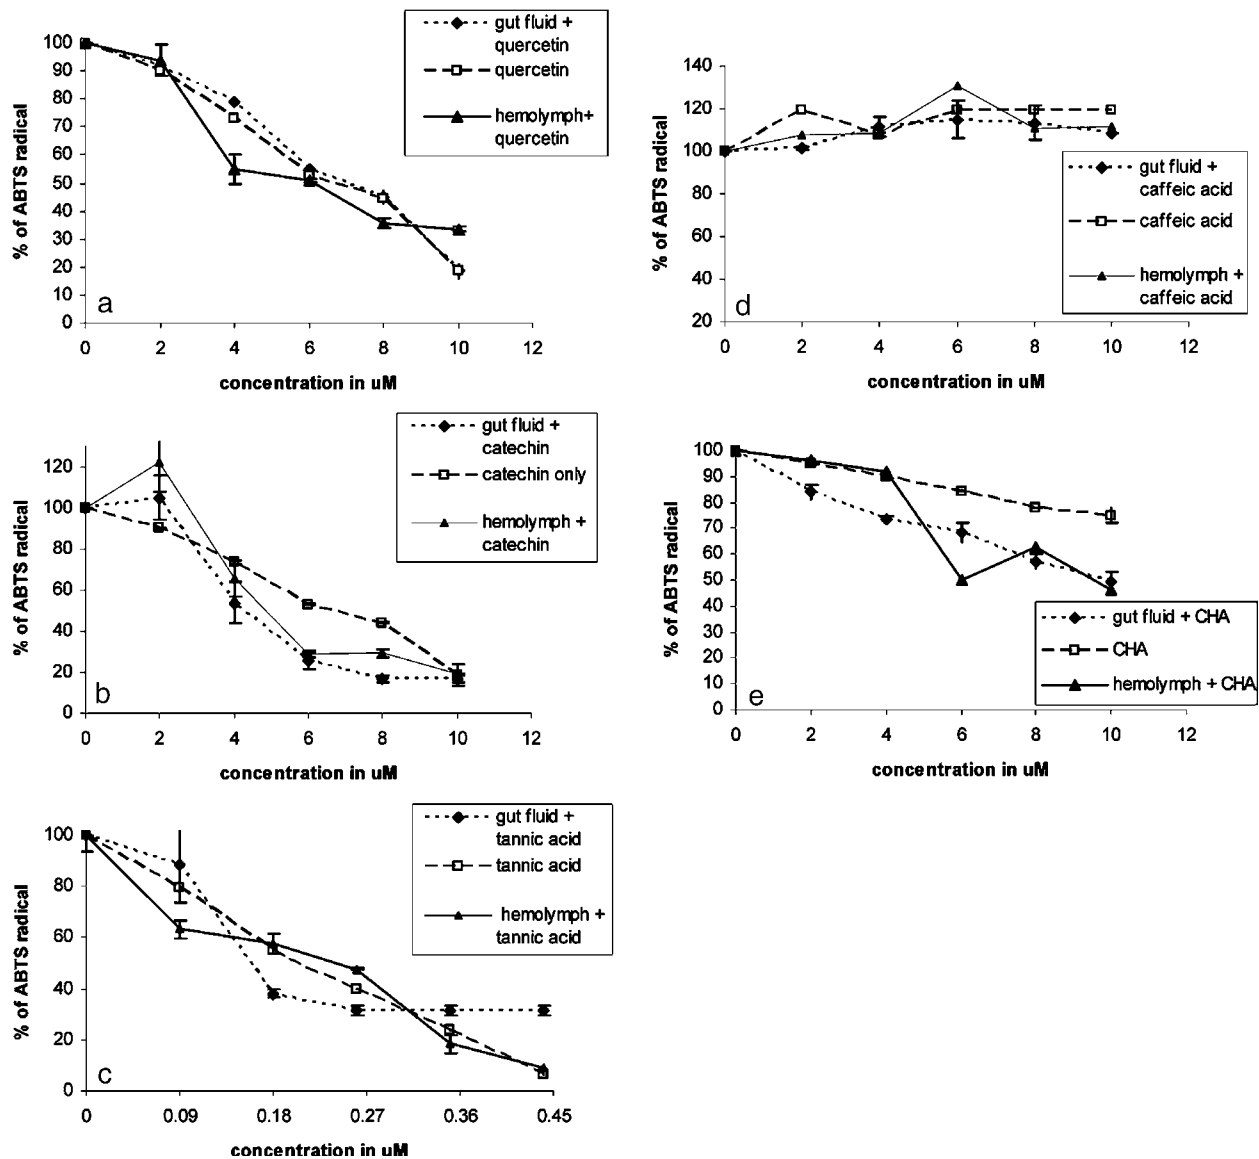 gut fluid +
quercetin
quercetin
hemolymph+
quercetin
% of ABTS radical
100
90
80
70
60
50
40
30
20
10
0
a
0 2 4 6 8 10 12
concentration in uM
gut fluid +
catechin
catechin only
hemolymph +
catechin
% of ABTS radical
120
100
80
60
40
20
0
b
0 2 4 6 8 10 12
concentration in uM
gut fluid +
tannic acid
tannic acid
hemolymph +
tannic acid
% of ABTS radical
100
80
60
40
20
0
c
0 0.09 0.18 0.27 0.36 0.45
concentration in uM
% of ABTS radical
140
120
100
80
60
40
20
d
gut fluid +
caffeic acid
caffeic acid
hemolymph +
caffeic acid
0 2 4 6 8 10 12
concentration in uM
% of ABTS radical
100
90
80
70
60
50
40
30
20
10
0
e
gut fluid + CHA
CHA
hemolymph + CHA
0 2 4 6 8 10 12
concentration in uM